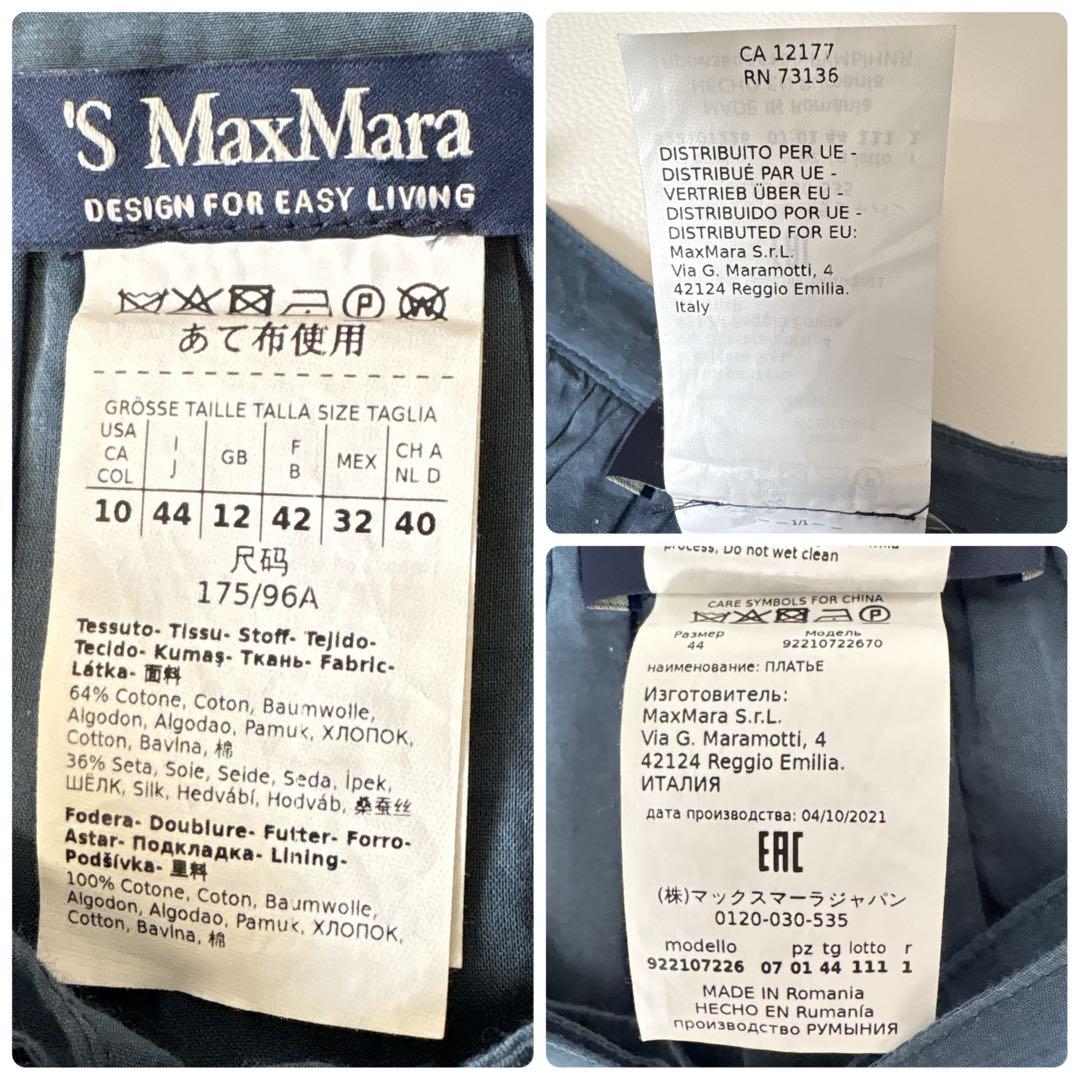 'S MaxMara
DESIGN FOR EASY LIVING
あて布使用
GRÖSSE TAILLE TALLA SIZE TAGLIA
USA CA COL | I J | GB | F B | MEX | CH A NL D
10 | 44 | 12 | 42 | 32 | 40
尺码
175/96A
Tessuto- Tissu- Stoff- Tejido-
Tecido- Kumaş- Ткань- Fabric-
Látka- 面料
64% Cotone, Coton, Baumwolle,
Algodon, Algodao, Pamuk, ХЛОПОК,
Cotton, Bavlna, 棉
36% Seta, Soie, Seide, Seda, İpek,
ШЁЛК, Silk, Hedvábí, Hodváb, 桑蚕丝
Fodera- Doublure- Futter- Forro-
Astar- Подкладка- Lining-
Podšívka- 里料
100% Cotone, Coton, Baumwolle,
Algodon, Algodao, Pamuk, ХЛОПОК,
Cotton, Bavlna, 棉
CA 12177
RN 73136
DISTRIBUITO PER UE -
DISTRIBUÉ PAR UE -
VERTRIEB ÜBER EU -
DISTRIBUIDO POR UE -
DISTRIBUTED FOR EU:
MaxMara S.r.L.
Via G. Maramotti, 4
42124 Reggio Emilia.
Italy
process, Do not wet clean
CARE SYMBOLS FOR CHINA
Размер Модель
44 92210722670
наименование: ПЛАТЬЕ
Изготовитель:
MaxMara S.r.L.
Via G. Maramotti, 4
42124 Reggio Emilia.
ИТАЛИЯ
дата производства: 04/10/2021
EAC
(株)マックスマーラジャパン
0120-030-535
modello pz tg lotto r
922107226 07 01 44 111 1
MADE IN Romania
HECHO EN Rumanía
производство РУМЫНИЯ